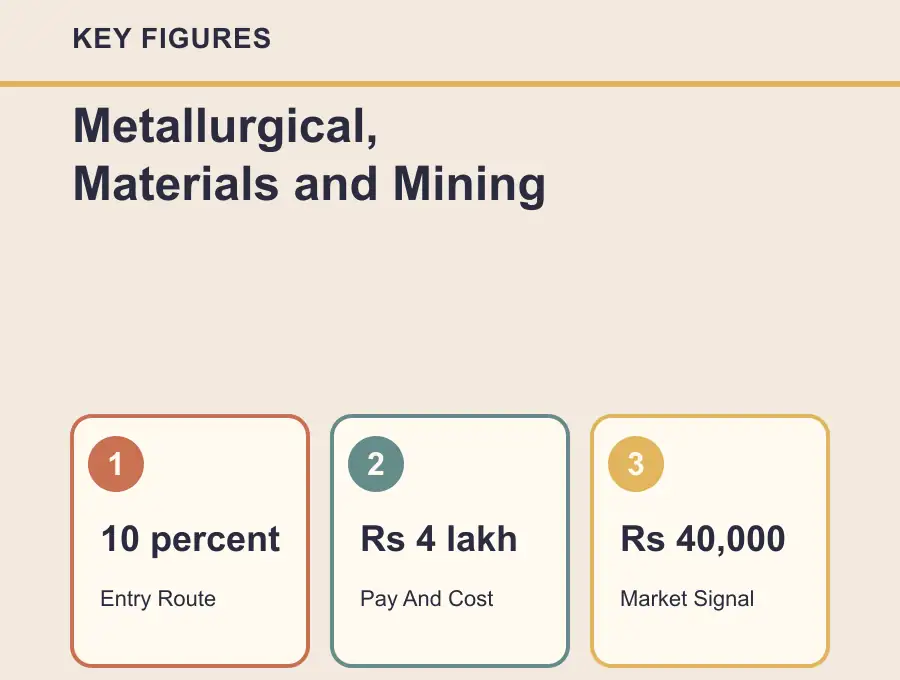 KEY FIGURES
Metallurgical,
Materials and Mining
1
10 percent
Entry Route
2
Rs 4 lakh
Pay And Cost
3
Rs 40,000
Market Signal